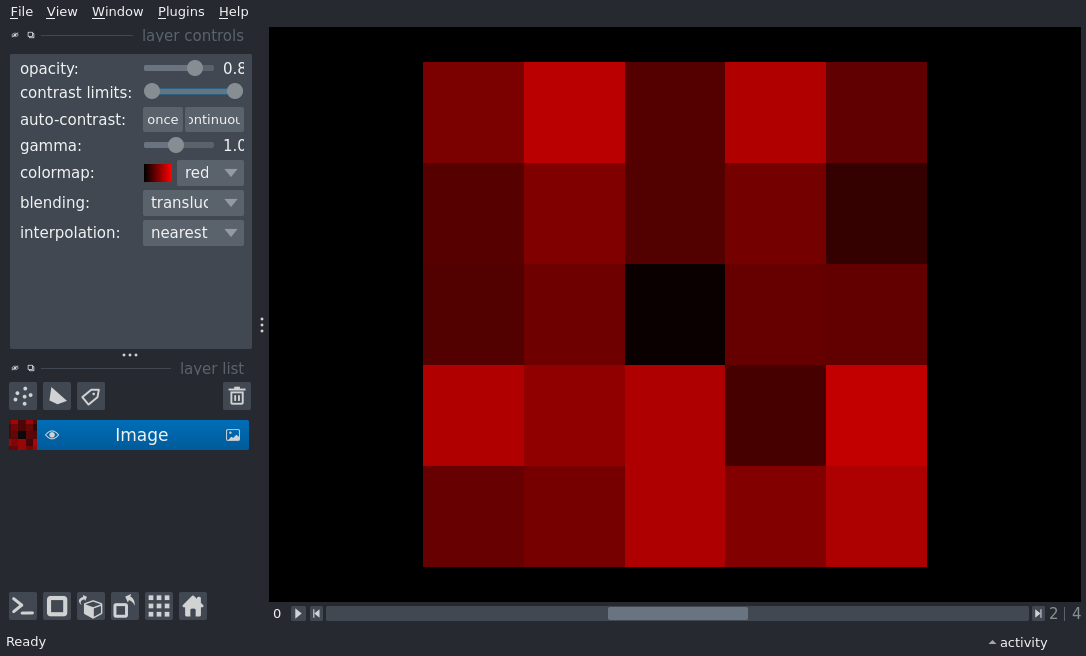 File View Window Plugins Help
layer controls
opacity: 0.8
contrast limits:
auto-contrast: once ontinuou
gamma: 1.0
colormap: red
blending: transluc
interpolation: nearest
layer list
Image
0 2 | 4
Ready activity